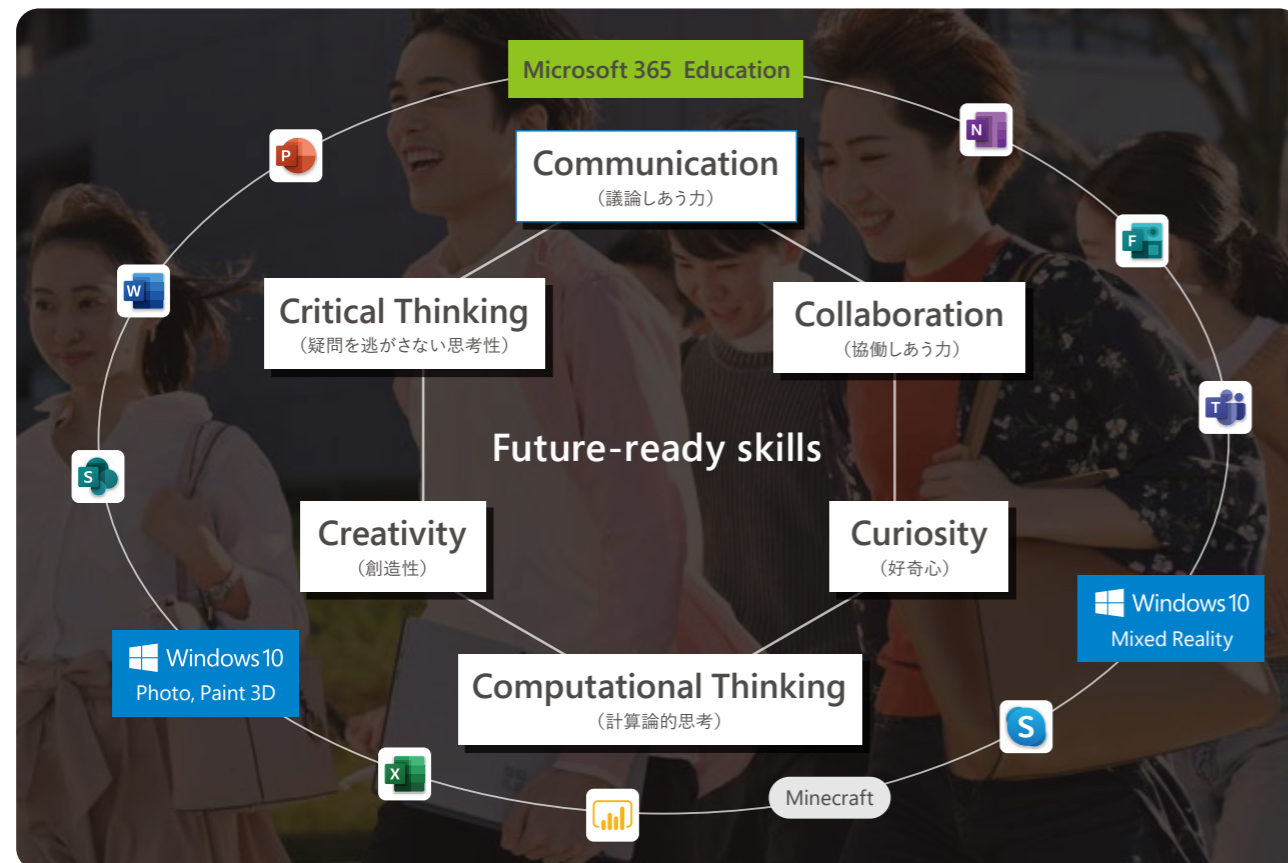 Microsoft 365 Education
P
N
Communication
（議論しあう力）
F
W
Critical Thinking
（疑問を逃がさない思考性）
Collaboration
（協働しあう力）
T
S
Future-ready skills
Creativity
（創造性）
Curiosity
（好奇心）
Windows 10
Mixed Reality
Windows 10
Photo, Paint 3D
Computational Thinking
（計算論的思考）
S
X
Minecraft